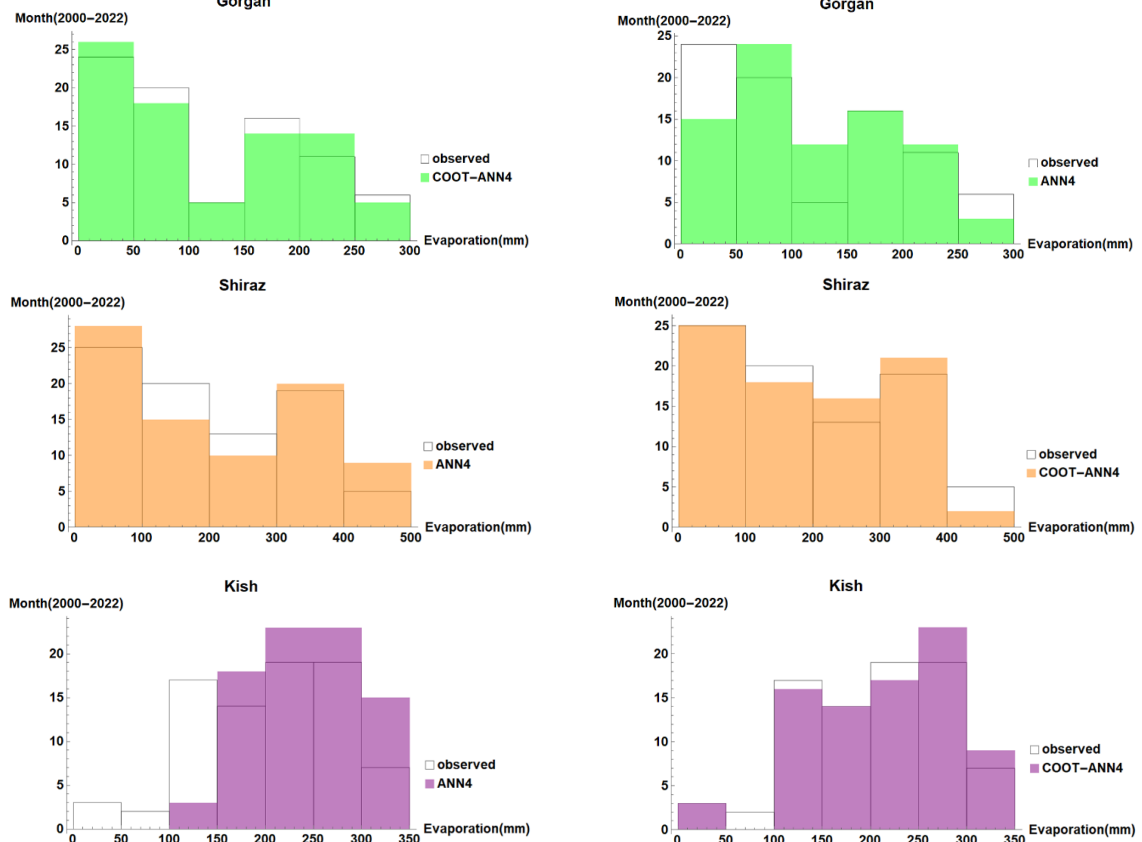 Gorgan
Month(2000−2022)
25
20
15
10
5
0
0 50 100 150 200 250 300
Evaporation(mm)
observed
COOT−ANN4
Gorgan
Month(2000−2022)
25
20
15
10
5
0
0 50 100 150 200 250 300
Evaporation(mm)
observed
ANN4
Shiraz
Month(2000−2022)
25
20
15
10
5
0
0 100 200 300 400 500
Evaporation(mm)
observed
ANN4
Shiraz
Month(2000−2022)
25
20
15
10
5
0
0 100 200 300 400 500
Evaporation(mm)
observed
COOT−ANN4
Kish
Month(2000−2022)
20
15
10
5
0
0 50 100 150 200 250 300 350
Evaporation(mm)
observed
ANN4
Kish
Month(2000−2022)
20
15
10
5
0
0 50 100 150 200 250 300 350
Evaporation(mm)
observed
COOT−ANN4